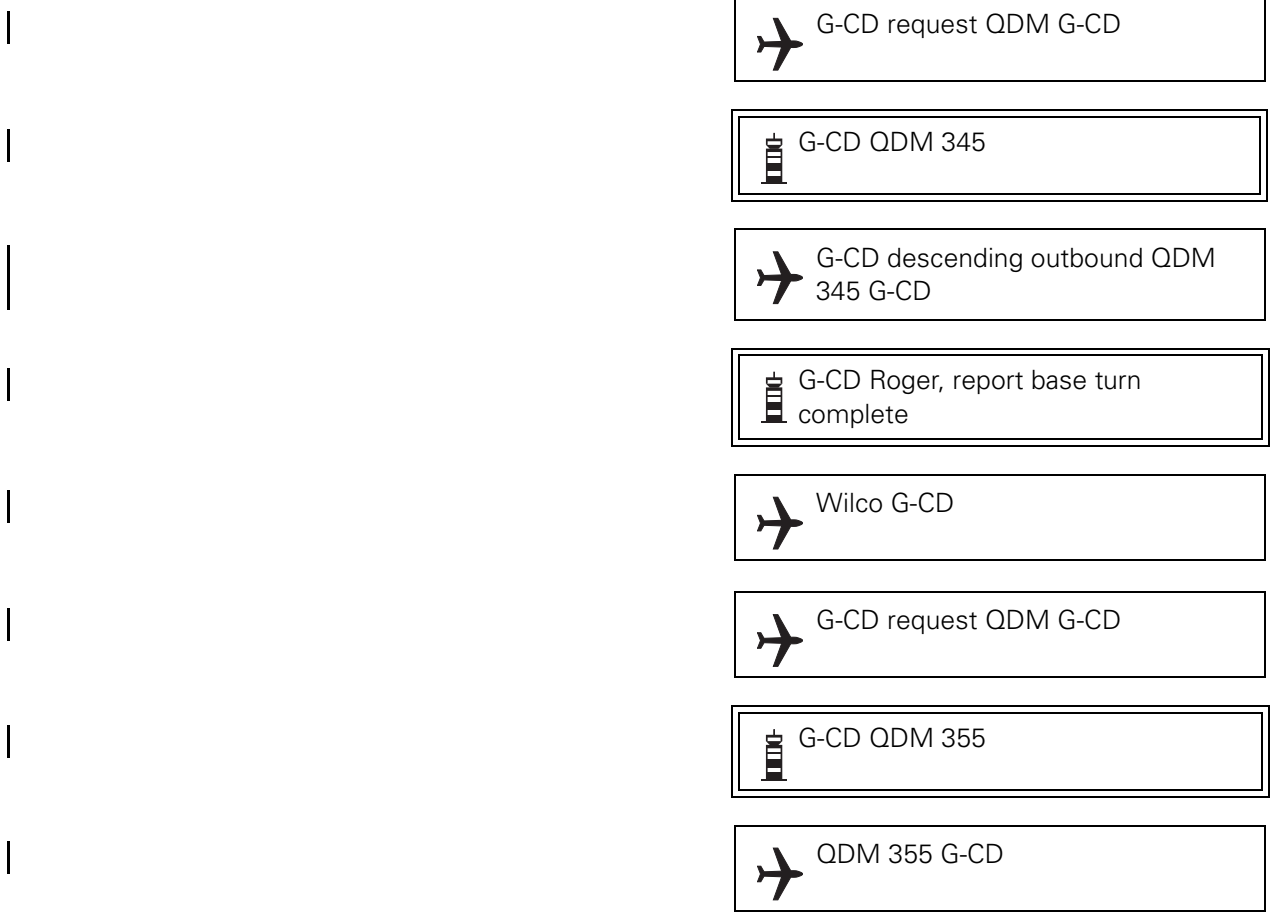 G-CD request QDM G-CD
G-CD QDM 345
G-CD descending outbound QDM
345 G-CD
G-CD Roger, report base turn
complete
Wilco G-CD
G-CD request QDM G-CD
G-CD QDM 355
QDM 355 G-CD